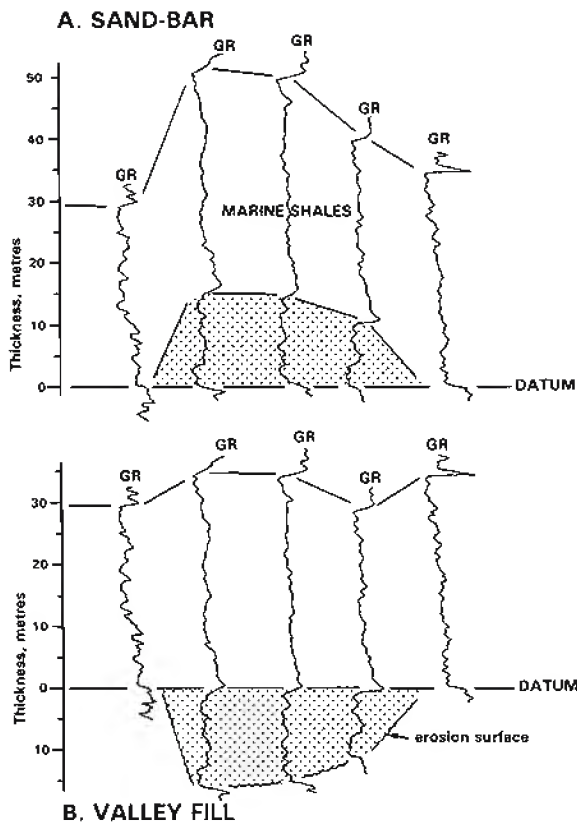 A. SAND-BAR
GR
GR
50
GR
40
GR
GR
30
MARINE SHALES
20
10
0
DATUM
Thickness, metres
GR
GR
GR
GR
GR
30
20
10
0
DATUM
Thickness, metres
10
erosion surface
B. VALLEY FILL